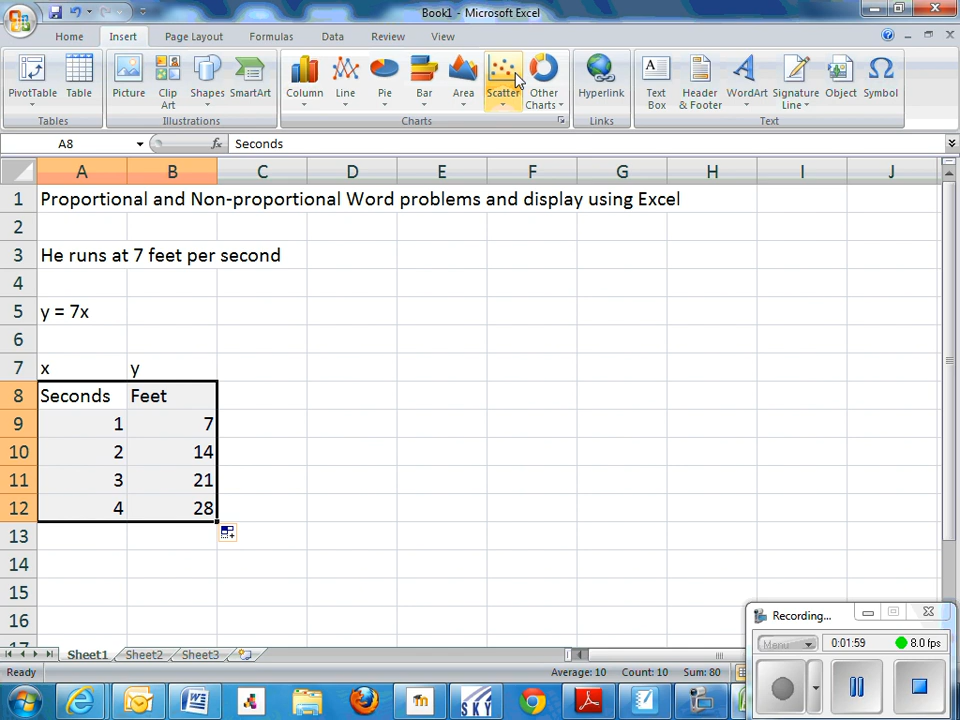 Book1 - Microsoft Excel
Home Insert Page Layout Formulas Data Review View
PivotTable Table Picture Clip Art Shapes SmartArt Column Line Pie Bar Area Scatter Other Charts Hyperlink Text Box Header & Footer WordArt Signature Line Object Symbol
Tables Illustrations Charts Links Text
A8 fx Seconds
A B C D E F G H I J
1 Proportional and Non-proportional Word problems and display using Excel
2
3 He runs at 7 feet per second
4
5 y = 7x
6
7 x y
8 Seconds Feet
9 1 7
10 2 14
11 3 21
12 4 28
13
14
15
16
17
Recording...
Menu 0:01:59 8.0 fps
Sheet1 Sheet2 Sheet3
Ready Average: 10 Count: 10 Sum: 80
W m SKY